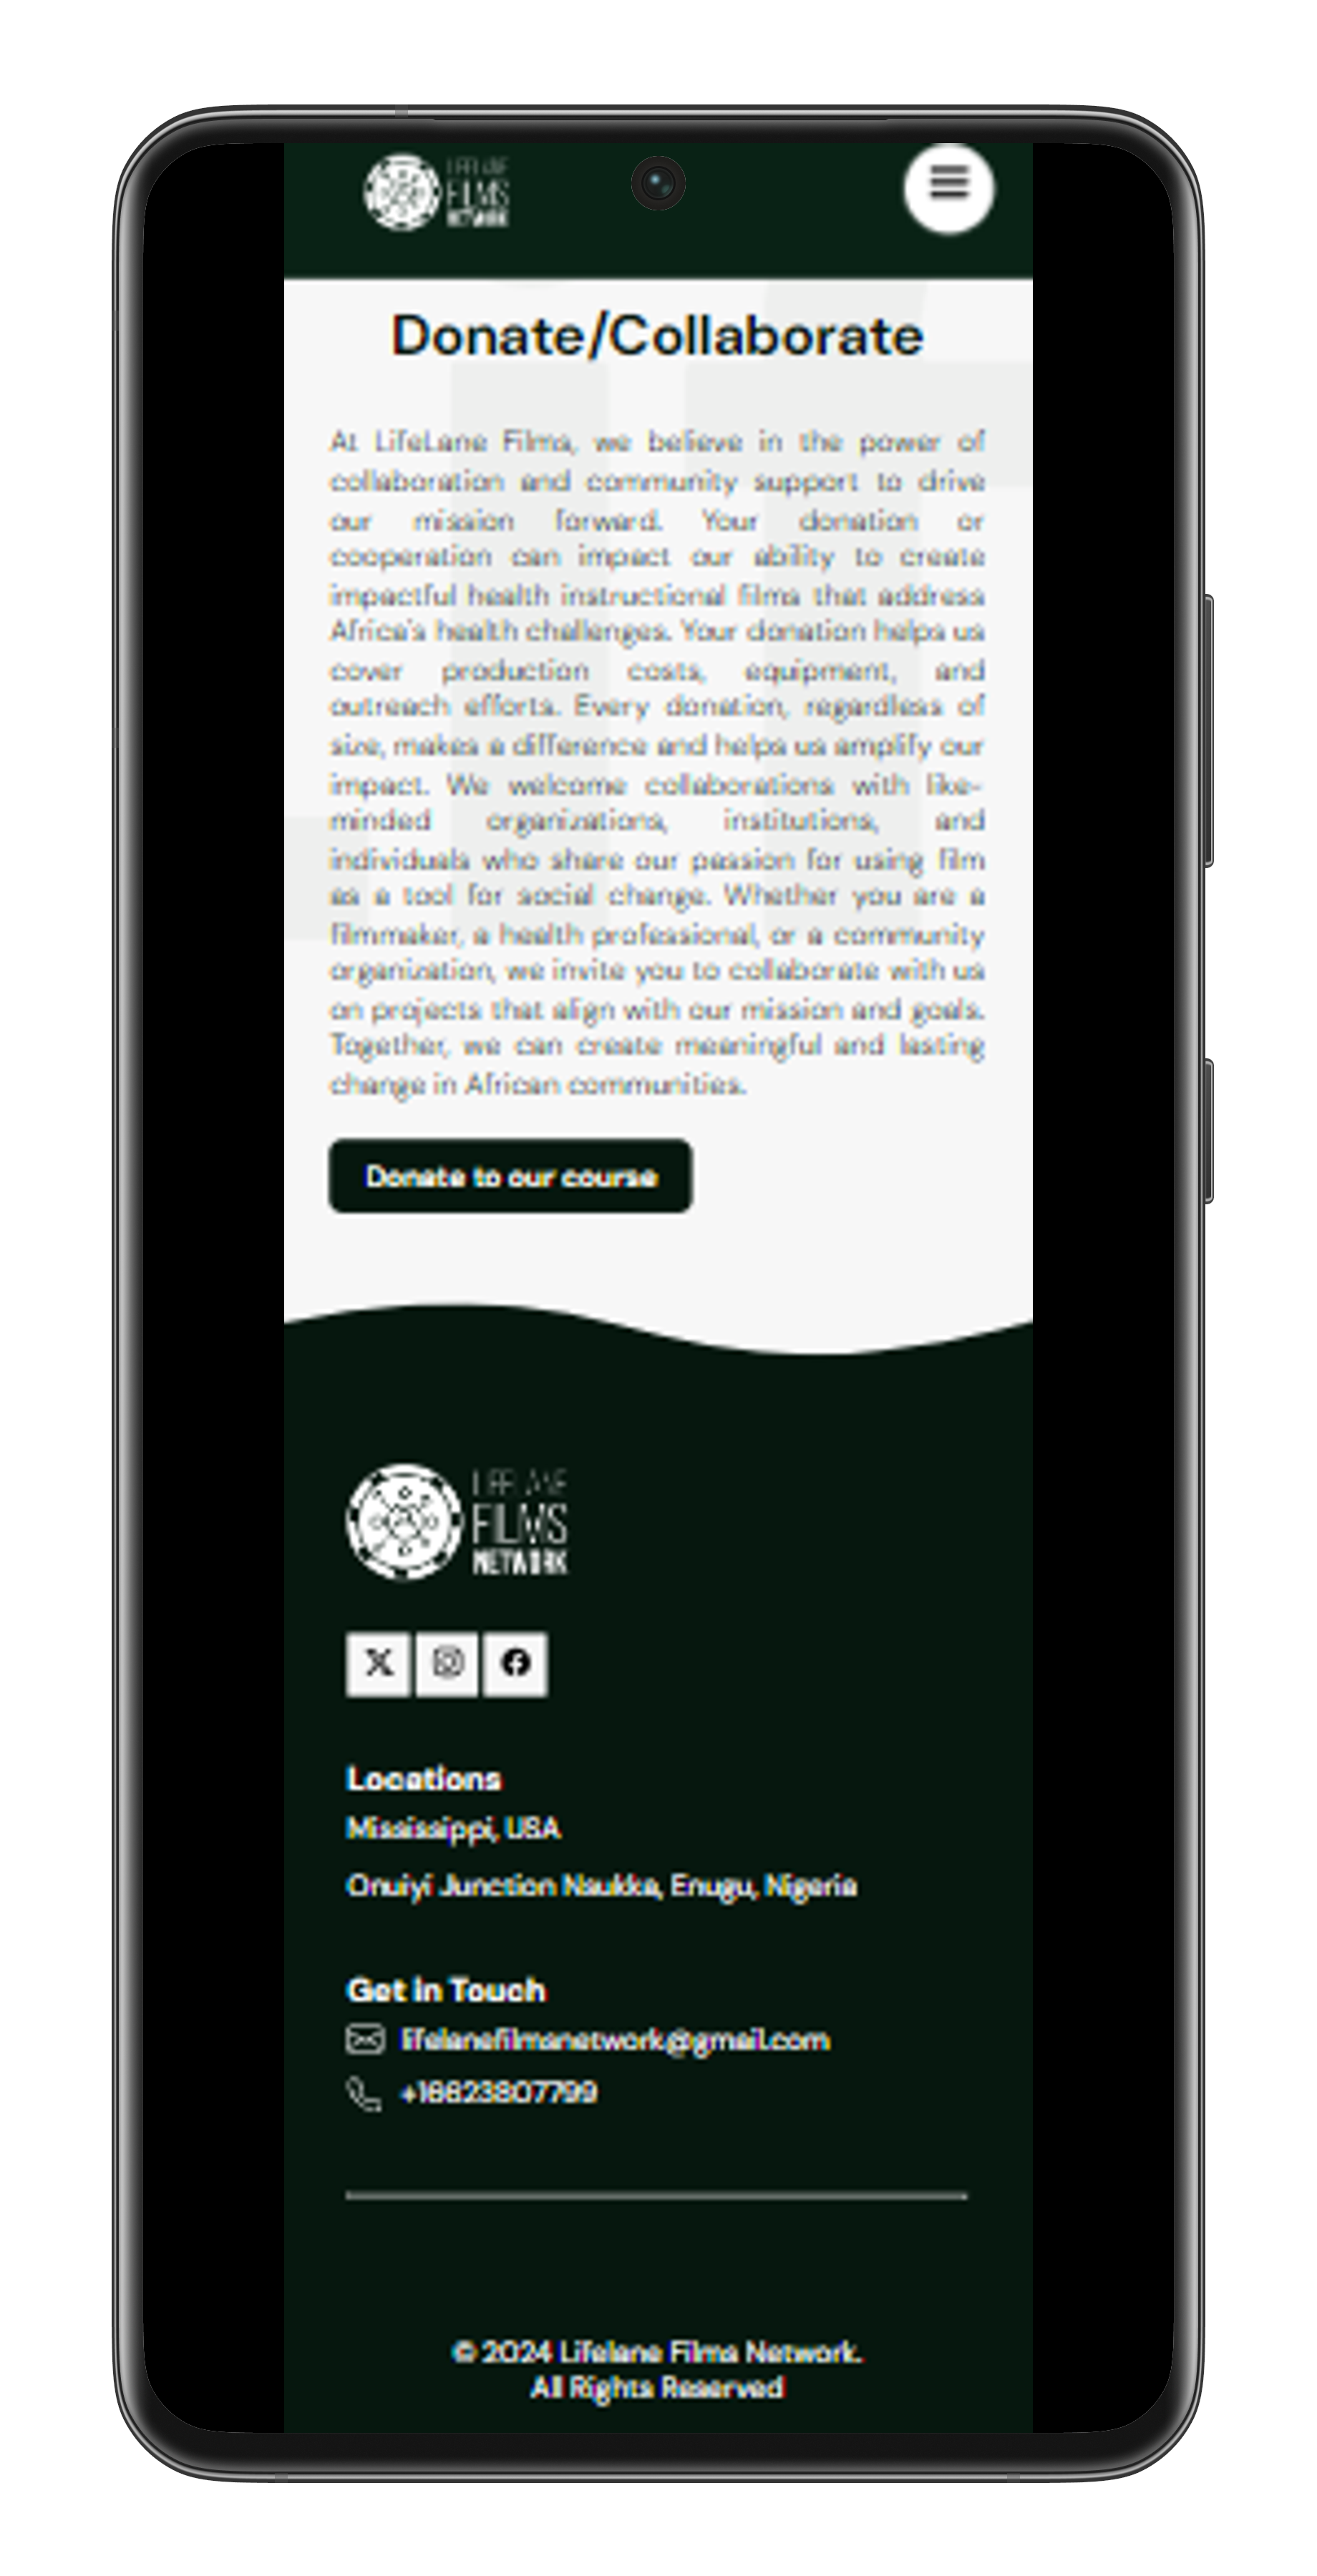 LIFELANE
FILMS
NETWORK
Donate/Collaborate
At LifeLane Films, we believe in the power of
collaboration and community support to drive
our mission forward. Your donation or
cooperation can impact our ability to create
impactful health instructional films that address
Africa's health challenges. Your donation helps us
cover production costs, equipment, and
outreach efforts. Every donation, regardless of
size, makes a difference and helps us amplify our
impact. We welcome collaborations with like-
minded organizations, institutions, and
individuals who share our passion for using film
as a tool for social change. Whether you are a
filmmaker, a health professional, or a community
organization, we invite you to collaborate with us
on projects that align with our mission and goals.
Together, we can create meaningful and lasting
change in African communities.
Donate to our course
LIFELANE
FILMS
NETWORK
Locations
Mississippi, USA
Onuiyi Junction Nsukka, Enugu, Nigeria
Get in Touch
lifelanefilmsnetwork@gmail.com
© 2024 Lifelane Films Network.
All Rights Reserved